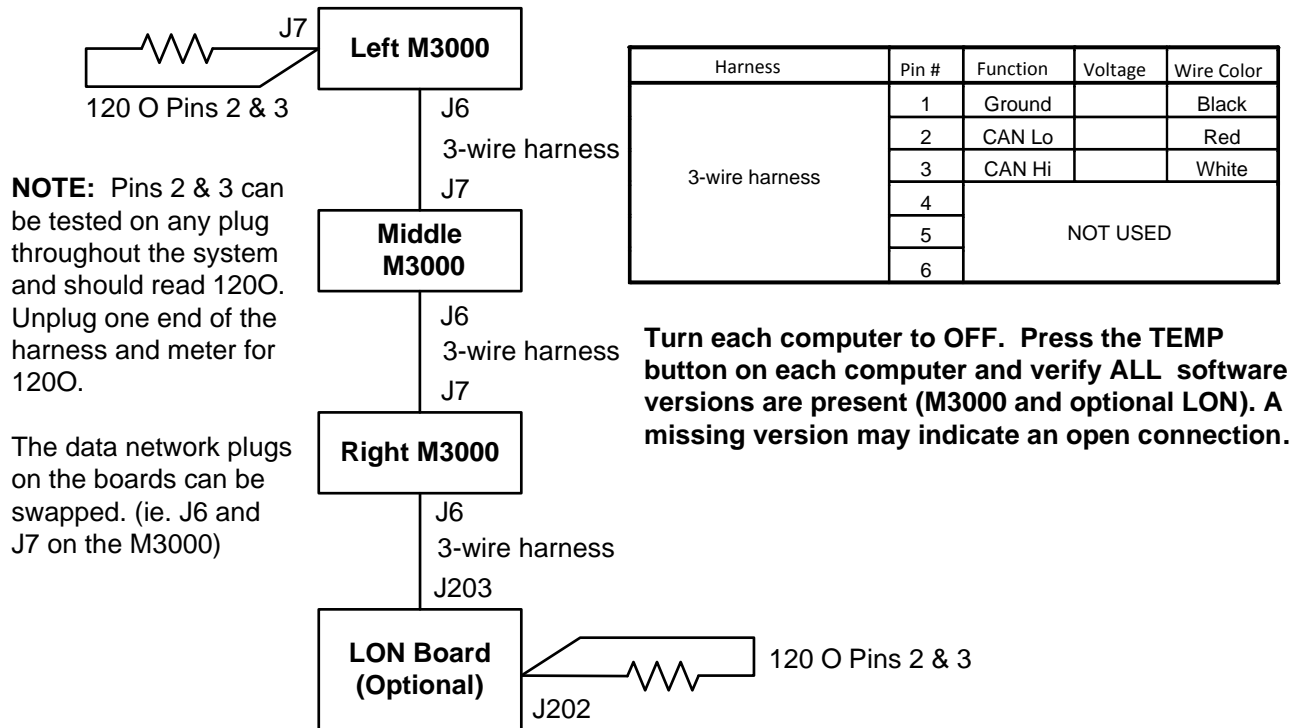 J7
Left M3000
120 O Pins 2 & 3
J6
3-wire harness
J7
NOTE: Pins 2 & 3 can
be tested on any plug
throughout the system
and should read 120O.
Unplug one end of the
harness and meter for
120O.
The data network plugs
on the boards can be
swapped. (ie. J6 and
J7 on the M3000)
Middle
M3000
J6
3-wire harness
J7
Right M3000
J6
3-wire harness
J203
LON Board
(Optional)
120 O Pins 2 & 3
J202
Harness Pin # Function Voltage Wire Color
3-wire harness
1 Ground Black
2 CAN Lo Red
3 CAN Hi White
4
5
6
NOT USED
Turn each computer to OFF. Press the TEMP
button on each computer and verify ALL software
versions are present (M3000 and optional LON). A
missing version may indicate an open connection.